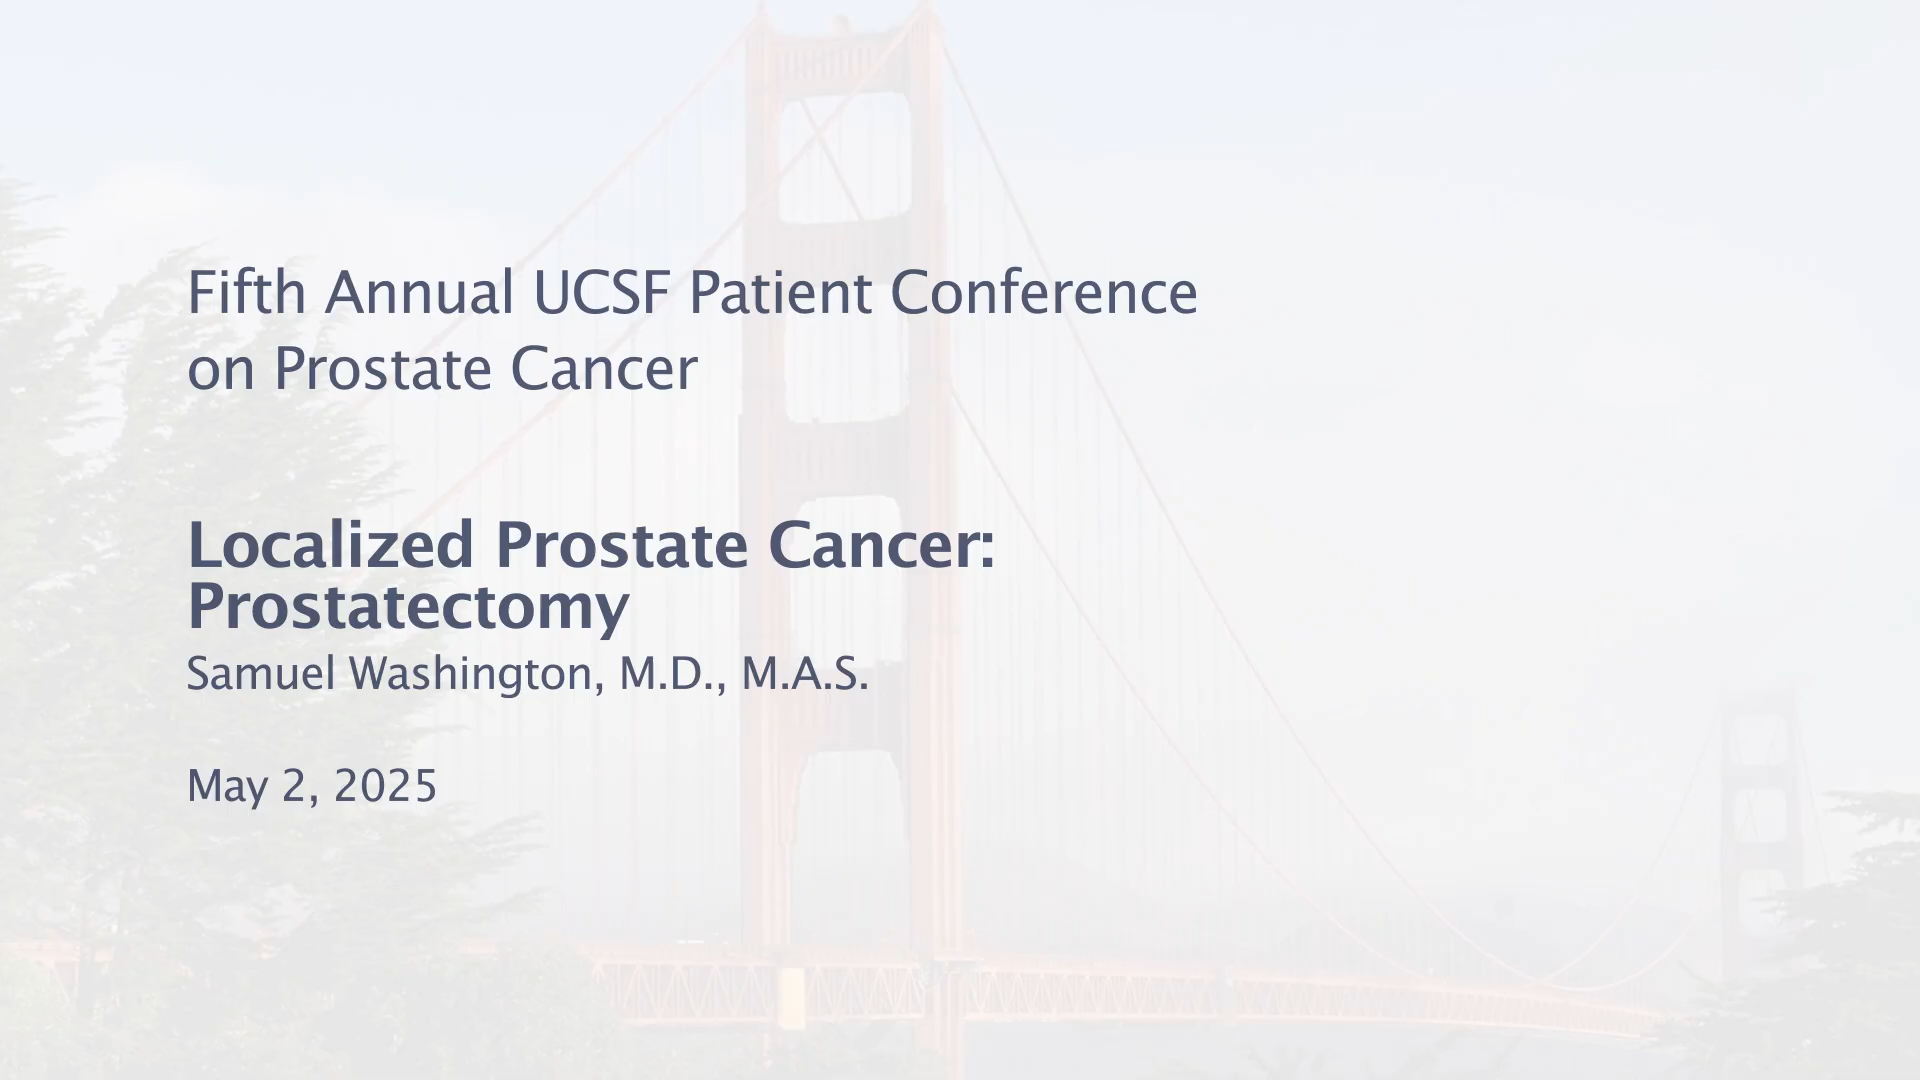 Fifth Annual UCSF Patient Conference
on Prostate Cancer
Localized Prostate Cancer:
Prostatectomy
Samuel Washington, M.D., M.A.S.
May 2, 2025